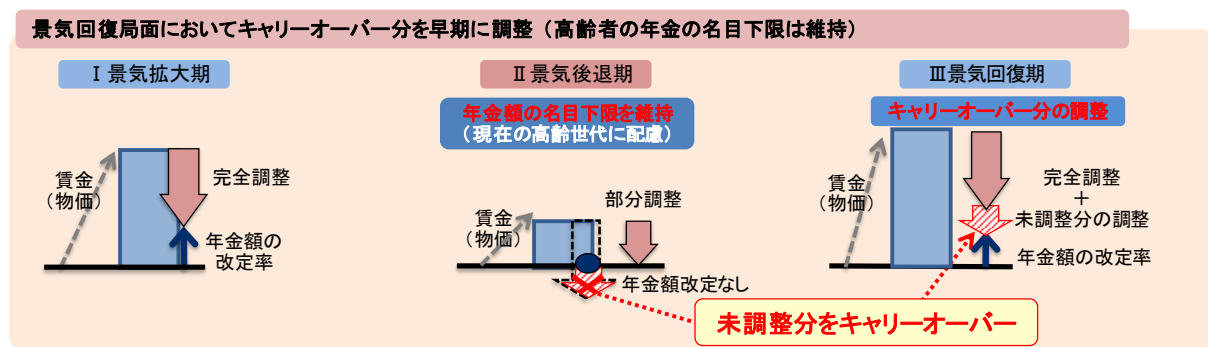 景気回復局面においてキャリーオーバー分を早期に調整（高齢者の年金の名目下限は維持）
Ⅰ景気拡大期
賃金
（物価）
完全調整
年金額の
改定率
Ⅱ景気後退期
年金額の名目下限を維持
（現在の高齢世代に配慮）
賃金
（物価）
部分調整
年金額改定なし
Ⅲ景気回復期
キャリーオーバー分の調整
賃金
（物価）
完全調整
＋
未調整分の調整
年金額の改定率
未調整分をキャリーオーバー